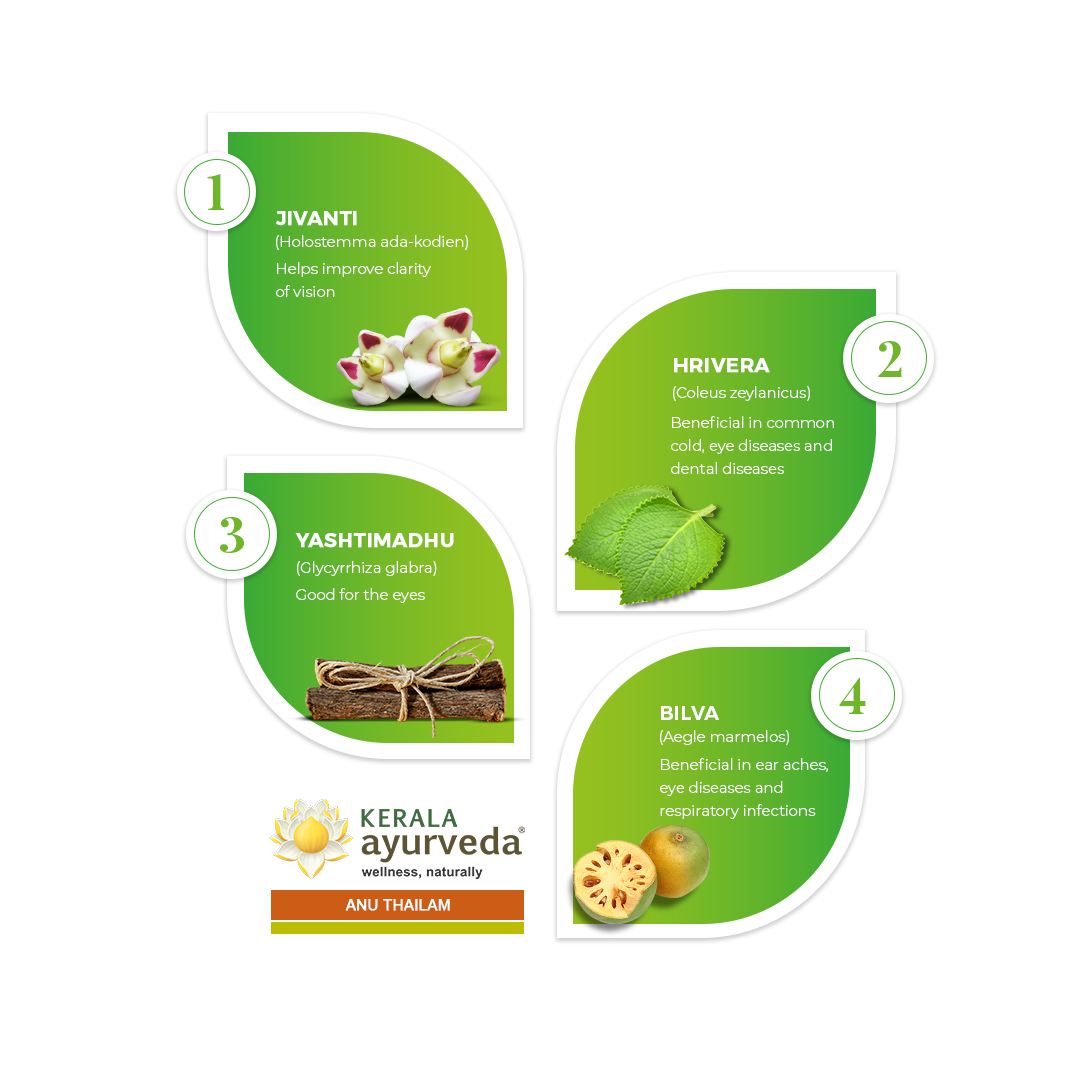 1
JIVANTI
(Holostemma ada-kodien)
Helps improve clarity
of vision
2
HRIVERA
(Coleus zeylanicus)
Beneficial in common
cold, eye diseases and
dental diseases
3
YASHTIMADHU
(Glycyrrhiza glabra)
Good for the eyes
4
BILVA
(Aegle marmelos)
Beneficial in ear aches,
eye diseases and
respiratory infections
KERALA
ayurveda®
wellness, naturally
ANU THAILAM